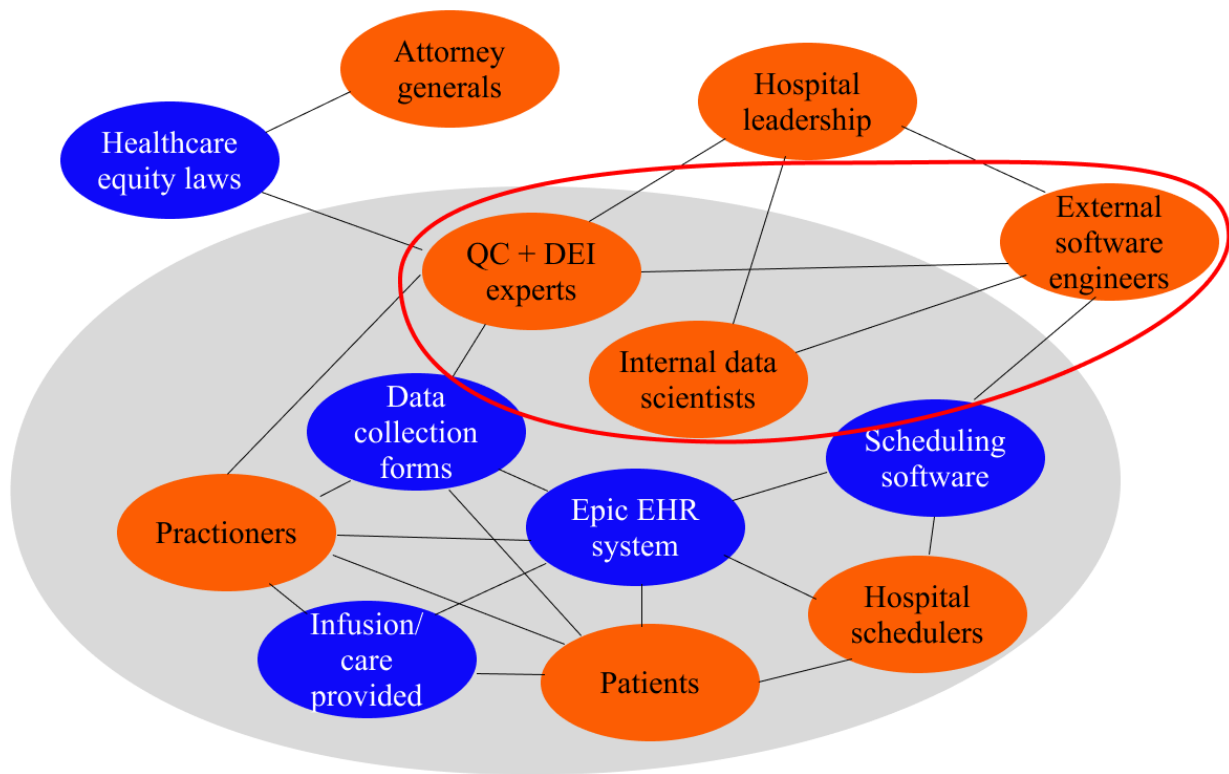 Attorney
generals
Hospital
leadership
Healthcare
equity laws
External
software
engineers
QC + DEI
experts
Internal data
scientists
Data
collection
forms
Scheduling
software
Epic EHR
system
Practioners
Hospital
schedulers
Infusion/
care
provided
Patients